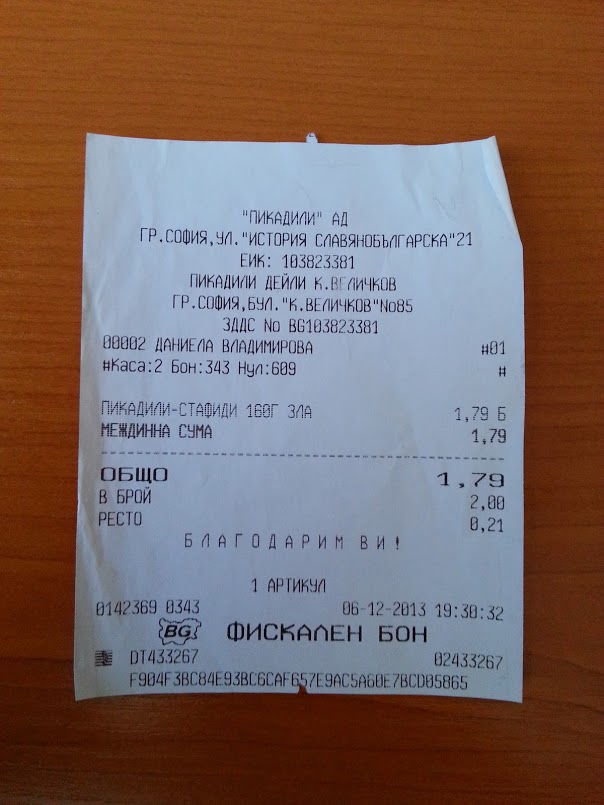 "ПИКАДИЛИ" АД
ГР.СОФИЯ,УЛ."ИСТОРИЯ СЛАВЯНОБЪЛГАРСКА"21
ЕИК: 103823381
ПИКАДИЛИ ДЕЙЛИ К.ВЕЛИЧКОВ
ГР.СОФИЯ,БУЛ."К.ВЕЛИЧКОВ"No85
ЗДДС No BG103823381
00002 ДАНИЕЛА ВЛАДИМИРОВА #01
#Каса:2 Бон:343 Нул:609 #
ПИКАДИЛИ-СТАФИДИ 160Г ЗЛА 1,79 Б
МЕЖДИННА СУМА 1,79
ОБЩО 1,79
В БРОЙ 2,00
РЕСТО 0,21
БЛАГОДАРИМ ВИ!
1 АРТИКУЛ
0142369 0343 06-12-2013 19:30:32
BG ФИСКАЛЕН БОН
DT433267 02433267
F904F3BC84E93BC6CAF657E9AC5A60E7BCD05865